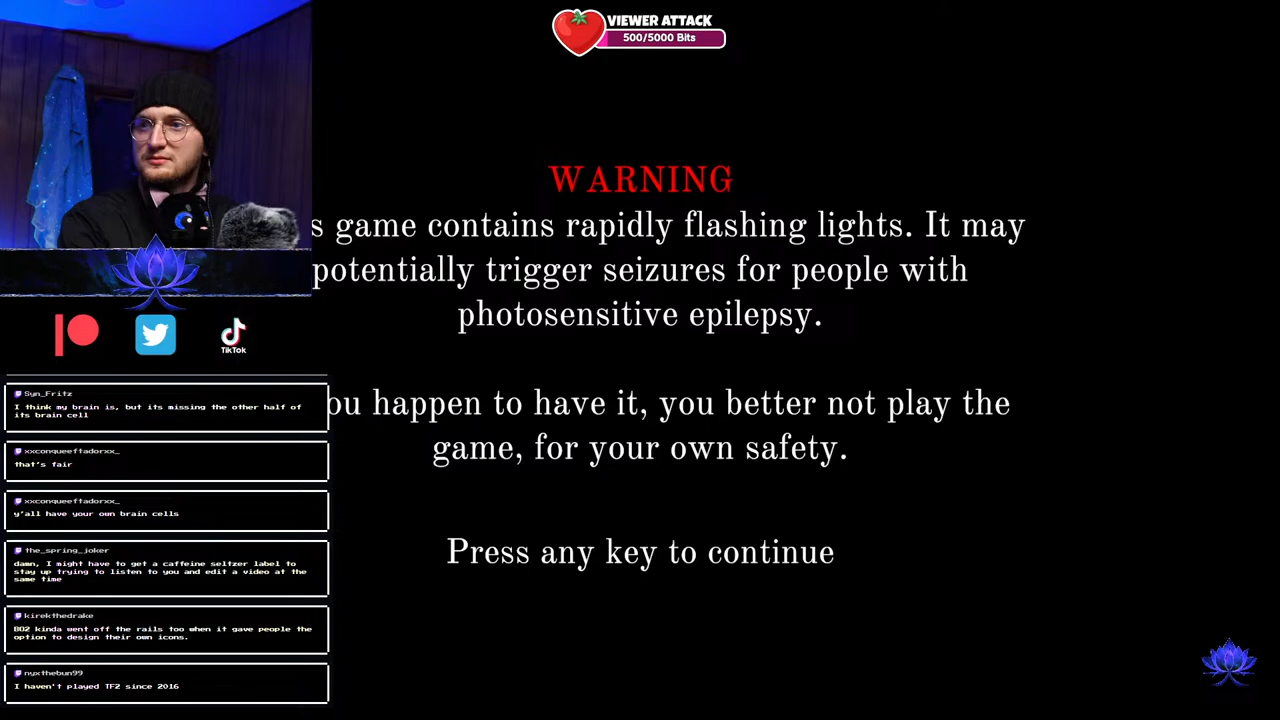 VIEWER ATTACK
500/5000 Bits
WARNING
s game contains rapidly flashing lights. It may
potentially trigger seizures for people with
photosensitive epilepsy.
ou happen to have it, you better not play the
game, for your own safety.
Press any key to continue
TikTok
Syn_Fritz
I think my brain is, but its missing the other half of
its brain cell
xxconqueeftadorxx_
that's fair
xxconqueeftadorxx_
y'all have your own brain cells
the_spring_joker
damn, I might have to get a caffeine seltzer label to
stay up trying to listen to you and edit a video at the
same time
kirekthedrake
BO2 kinda went off the rails too when it gave people the
option to design their own icons.
nyxthebun99
I haven't played TF2 since 2016